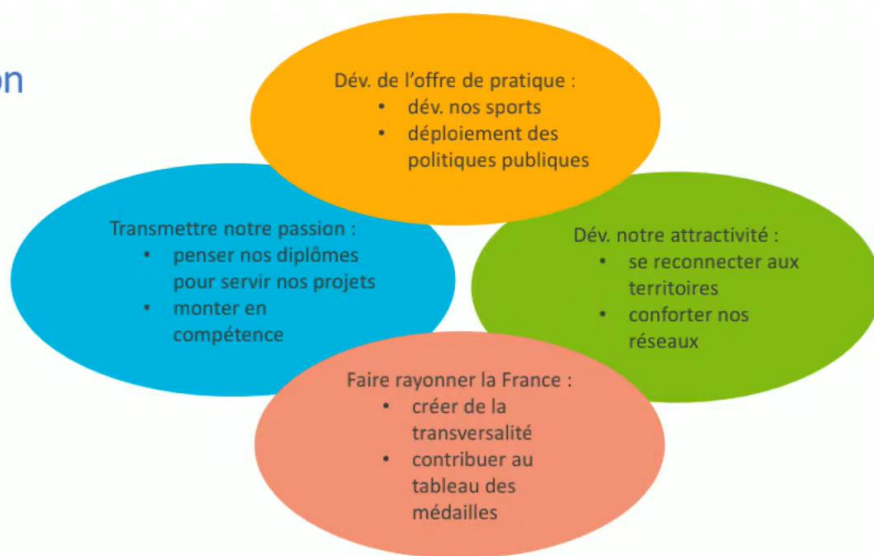 on
Dév. de l'offre de pratique :
• dév. nos sports
• déploiement des
politiques publiques
Transmettre notre passion :
• penser nos diplômes
pour servir nos projets
• monter en
compétence
Dév. notre attractivité :
• se reconnecter aux
territoires
• conforter nos
réseaux
Faire rayonner la France :
• créer de la
transversalité
• contribuer au
tableau des
médailles